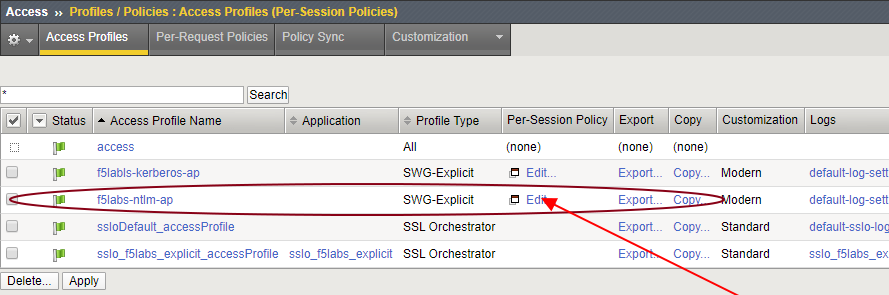 Access ›› Profiles / Policies : Access Profiles (Per-Session Policies)
Access Profiles Per-Request Policies Policy Sync Customization
* Search
Status Access Profile Name Application Profile Type Per-Session Policy Export Copy Customization Logs
access All (none) (none) (none)
f5labls-kerberos-ap SWG-Explicit Edit... Export... Copy... Modern default-log-sett
f5labs-ntlm-ap SWG-Explicit Edit Export... Copy... Modern default-log-sett
ssloDefault_accessProfile SSL Orchestrator Export... Copy... Standard default-sslo-log
sslo_f5labs_explicit_accessProfile sslo_f5labs_explicit SSL Orchestrator Export... Copy... Standard sslo_f5labs_ex
Delete... Apply